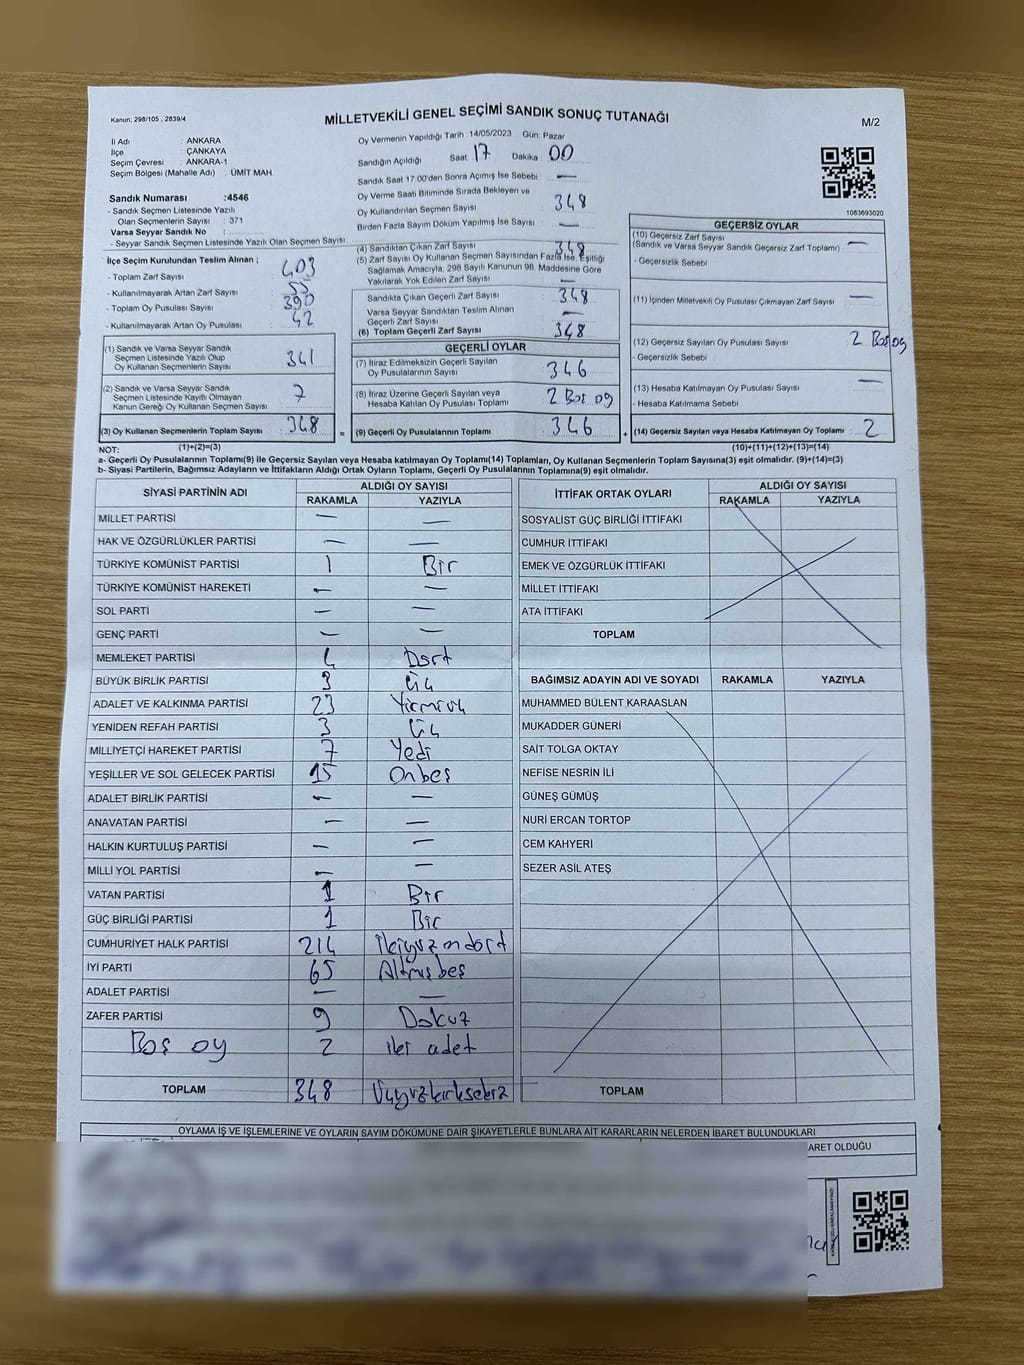 Kanun: 298/105 , 2839/4
MİLLETVEKİLİ GENEL SEÇİMİ SANDIK SONUÇ TUTANAĞI
M/2
İl Adı : ANKARA
İlçe : ÇANKAYA
Seçim Çevresi : ANKARA-1
Seçim Bölgesi (Mahalle Adı) : ÜMİT MAH.
Sandık Numarası :4546
- Sandık Seçmen Listesinde Yazılı
Olan Seçmenlerin Sayısı : 371
Varsa Seyyar Sandık No :
- Seyyar Sandık Seçmen Listesinde Yazılı Olan Seçmen Sayısı:
İlçe Seçim Kurulundan Teslim Alınan ;
- Toplam Zarf Sayısı : 403
- Kullanılmayarak Artan Zarf Sayısı : 55
- Toplam Oy Pusulası Sayısı : 390
- Kullanılmayarak Artan Oy Pusulası : 42
(1) Sandık ve Varsa Seyyar Sandık
Seçmen Listesinde Yazılı Olup
Oy Kullanan Seçmenlerin Sayısı : 341
(2) Sandık ve Varsa Seyyar Sandık
Seçmen Listesinde Kayıtlı Olmayan
Kanun Gereği Oy Kullanan Seçmen Sayısı : 7
(3) Oy Kullanan Seçmenlerin Toplam Sayısı : 348
Oy Vermenin Yapıldığı Tarih :14/05/2023 Gün: Pazar
Sandığın Açıldığı Saat 17 Dakika 00
Sandık Saat 17:00'den Sonra Açımış İse Sebebi: —
Oy Verme Saati Bitiminde Sırada Bekleyen ve
Oy Kullandırılan Seçmen Sayısı : 348
Birden Fazla Sayım Döküm Yapılmış İse Sayısı : —
(4) Sandıktan Çıkan Zarf Sayısı : 348
(5) Zarf Sayısı Oy Kullanan Seçmen Sayısından Fazla İse, Eşitliği
Sağlamak Amacıyla, 298 Sayılı Kanunun 98. Maddesine Göre
Yakılarak Yok Edilen Zarf Sayısı : —
Sandıkta Çıkan Geçerli Zarf Sayısı : 348
Varsa Seyyar Sandıktan Teslim Alınan
Geçerli Zarf Sayısı : —
(6) Toplam Geçerli Zarf Sayısı : 348
GEÇERLİ OYLAR
(7) İtiraz Edilmeksizin Geçerli Sayılan
Oy Pusulalarının Sayısı : 346
(8) İtiraz Üzerine Geçerli Sayılan veya
Hesaba Katılan Oy Pusulası Toplamı : 2 Boş oy
= (9) Geçerli Oy Pusulalarının Toplamı : 346 +
1083693020
GEÇERSİZ OYLAR
(10) Geçersiz Zarf Sayısı
(Sandık ve Varsa Seyyar Sandık Geçersiz Zarf Toplamı) : —
- Geçersizlik Sebebi
(11) İçinden Milletvekili Oy Pusulası Çıkmayan Zarf Sayısı : —
(12) Geçersiz Sayılan Oy Pusulası Sayısı : 2 Boş oy
- Geçersizlik Sebebi :
(13) Hesaba Katılmayan Oy Pusulası Sayısı : —
- Hesaba Katılmama Sebebi :
(14) Geçersiz Sayılan veya Hesaba Katılmayan Oy Toplamı : 2
NOT: (1)+(2)=(3) (10)+(11)+(12)+(13)=(14)
a- Geçerli Oy Pusulalarının Toplamı(9) ile Geçersiz Sayılan veya Hesaba katılmayan Oy Toplamı(14) Toplamları, Oy Kullanan Seçmenlerin Toplam Sayısına(3) eşit olmalıdır. (9)+(14)=(3)
b- Siyasi Partilerin, Bağımsız Adayların ve İttifakların Aldığı Ortak Oyların Toplamı, Geçerli Oy Pusulalarının Toplamına(9) eşit olmalıdır.
SİYASİ PARTİNİN ADI ALDIĞI OY SAYISI
RAKAMLA YAZIYLA
MİLLET PARTİSİ — —
HAK VE ÖZGÜRLÜKLER PARTİSİ — —
TÜRKİYE KOMÜNİST PARTİSİ 1 Bir
TÜRKİYE KOMÜNİST HAREKETİ — —
SOL PARTİ — —
GENÇ PARTİ — —
MEMLEKET PARTİSİ 4 Dört
BÜYÜK BİRLİK PARTİSİ 3 Üç
ADALET VE KALKINMA PARTİSİ 23 Yirmiüç
YENİDEN REFAH PARTİSİ 3 Üç
MİLLİYETÇİ HAREKET PARTİSİ 7 Yedi
YEŞİLLER VE SOL GELECEK PARTİSİ 15 Onbeş
ADALET BİRLİK PARTİSİ — —
ANAVATAN PARTİSİ — —
HALKIN KURTULUŞ PARTİSİ — —
MİLLİ YOL PARTİSİ — —
VATAN PARTİSİ 1 Bir
GÜÇ BİRLİĞİ PARTİSİ 1 Bir
CUMHURİYET HALK PARTİSİ 214 İkiyüzondört
İYİ PARTİ 65 Altmışbeş
ADALET PARTİSİ — —
ZAFER PARTİSİ 9 Dokuz
Boş oy 2 iki adet
TOPLAM 348 Üçyüzkırksekiz
İTTİFAK ORTAK OYLARI ALDIĞI OY SAYISI
RAKAMLA YAZIYLA
SOSYALİST GÜÇ BİRLİĞİ İTTİFAKI
CUMHUR İTTİFAKI
EMEK VE ÖZGÜRLÜK İTTİFAKI
MİLLET İTTİFAKI
ATA İTTİFAKI
TOPLAM
BAĞIMSIZ ADAYIN ADI VE SOYADI RAKAMLA YAZIYLA
MUHAMMED BÜLENT KARAASLAN
MUKADDER GÜNERİ
SAİT TOLGA OKTAY
NEFİSE NESRİN İLİ
GÜNEŞ GÜMÜŞ
NURİ ERCAN TORTOP
CEM KAHYERİ
SEZER ASİL ATEŞ
TOPLAM
OYLAMA İŞ VE İŞLEMLERİNE VE OYLARIN SAYIM DÖKÜMÜNE DAİR ŞİKAYETLERLE BUNLARA AİT KARARLARIN NELERDEN İBARET BULUNDUKLARI
ARET OLDUĞU